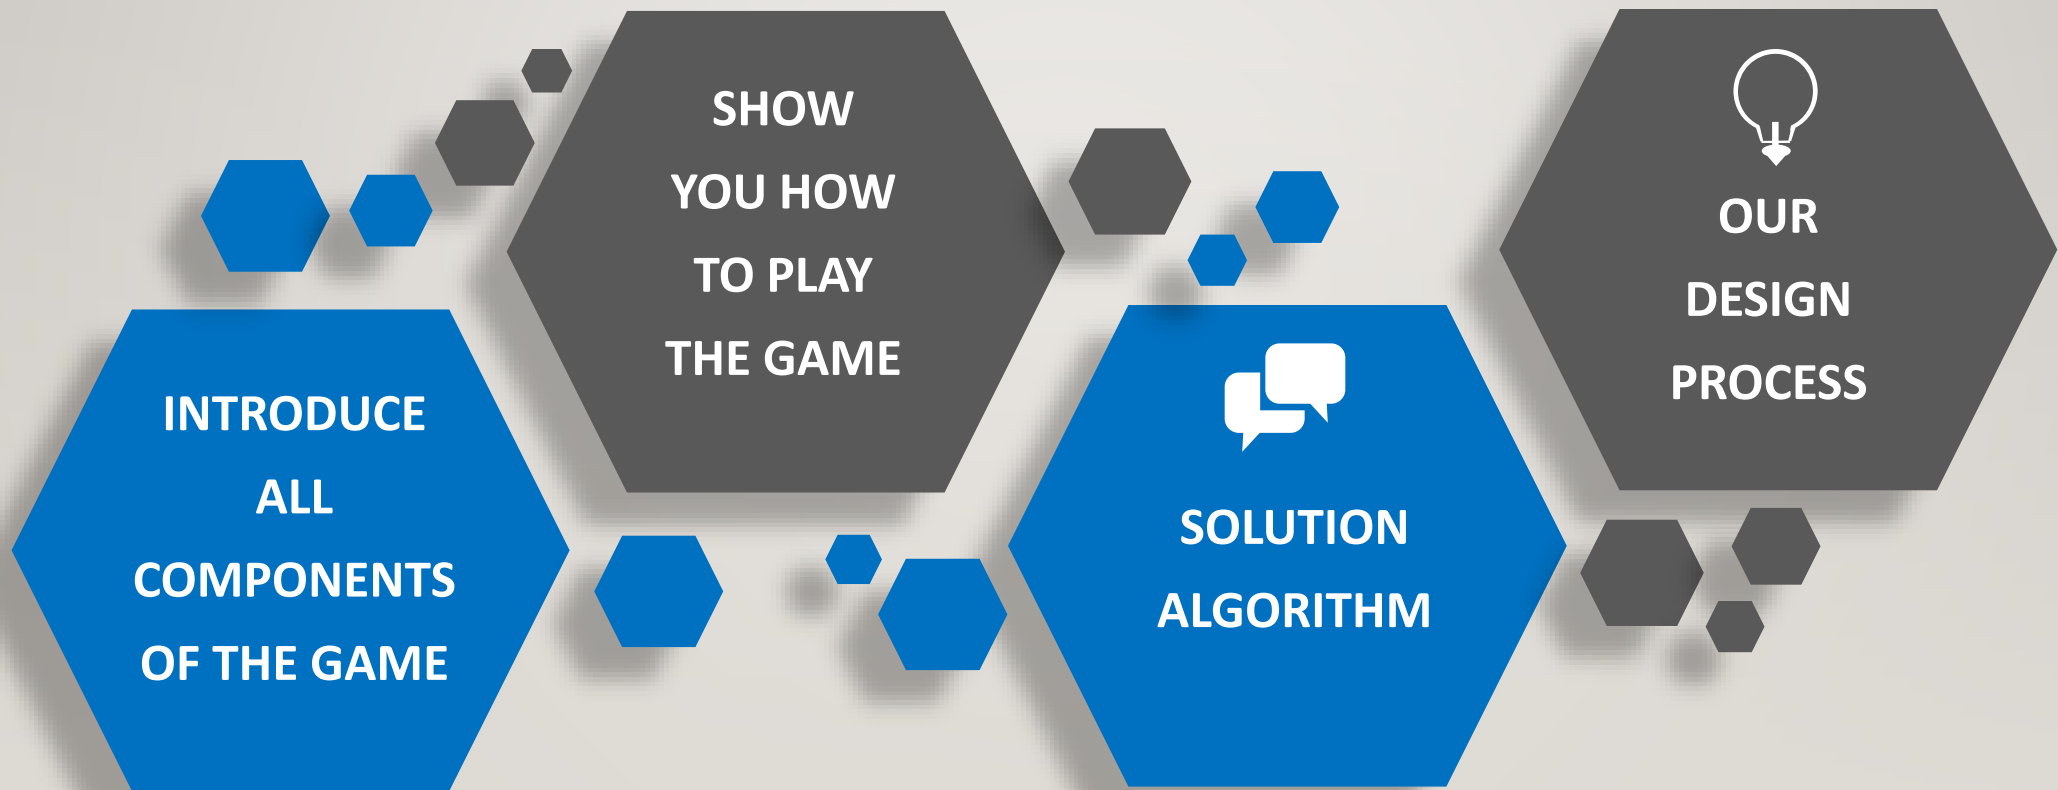 INTRODUCE
ALL
COMPONENTS
OF THE GAME
SHOW
YOU HOW
TO PLAY
THE GAME
SOLUTION
ALGORITHM
OUR
DESIGN
PROCESS